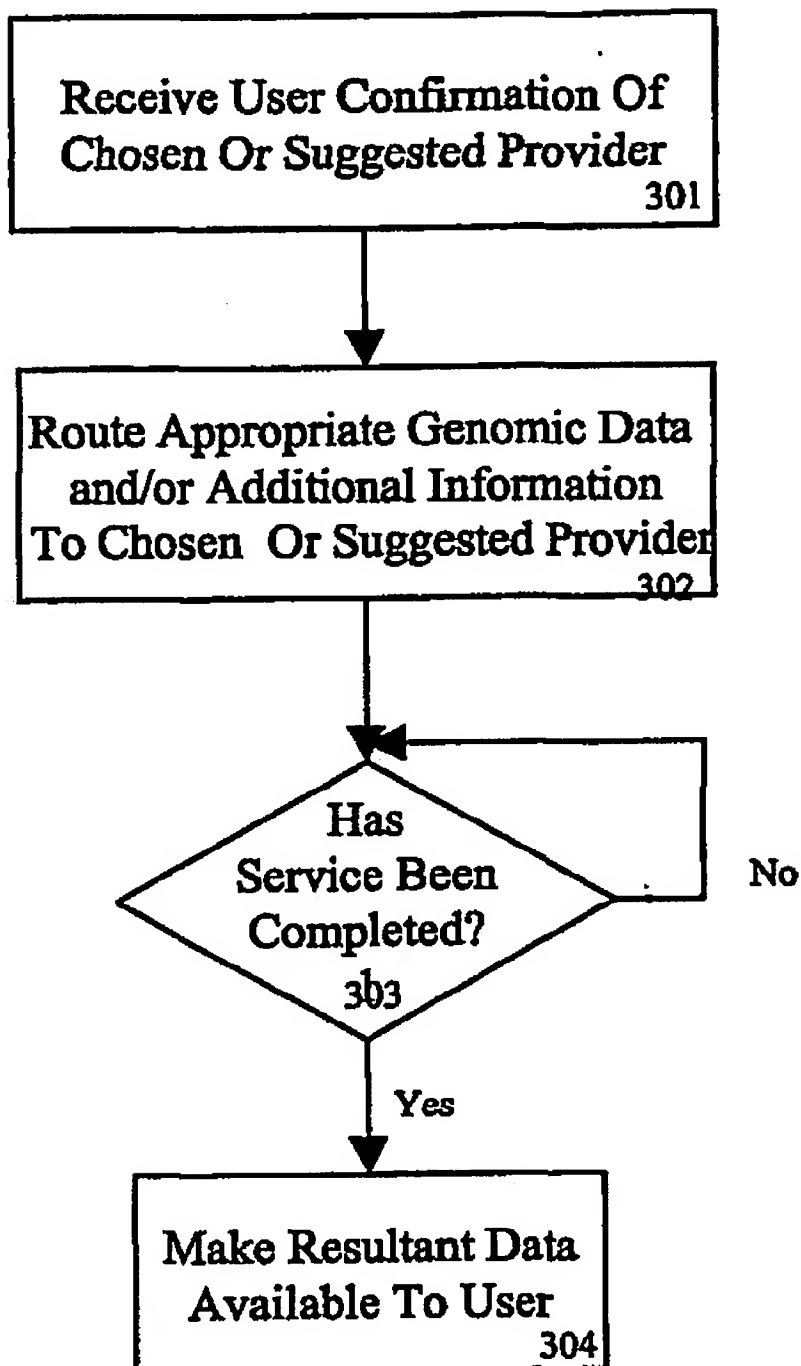 Receive User Confirmation Of
Chosen Or Suggested Provider
301
Route Appropriate Genomic Data
and/or Additional Information
To Chosen Or Suggested Provider
302
Has
Service Been
Completed?
303
No
Yes
Make Resultant Data
Available To User
304